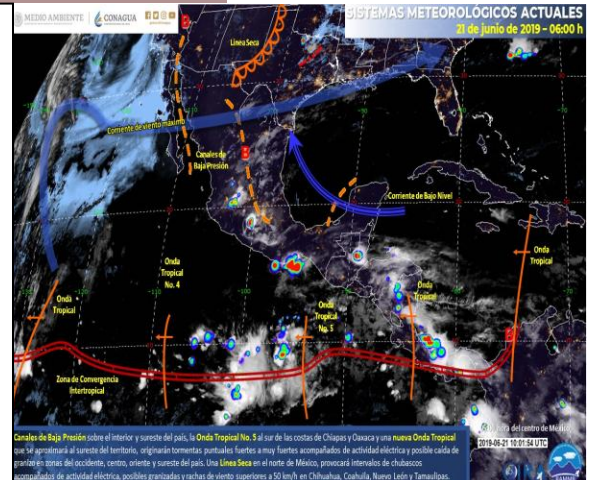 MEDIO AMBIENTE
CONAGUA
SISTEMAS METEOROLÓGICOS ACTUALES
21 de junio de 2019 – 06:00 h
B
Línea Seca
Corriente de viento máximo
Canales de
Baja Presión
B
Corriente de Bajo Nivel
Onda
Tropical
No. 4
Onda
Tropical
Onda
Tropical
Onda
Tropical
No. 5
Onda
Tropical
B
Zona de Convergencia
Intertropical
Hora del centro de México
2019-06-21 10:01:54 UTC
Canales de Baja Presión sobre el interior y sureste del país, la Onda Tropical No. 5 al sur de las costas de Chiapas y Oaxaca y una nueva Onda Tropical
que se aproximará al sureste del territorio, originarán tormentas puntuales fuertes a muy fuertes acompañados de actividad eléctrica y posible caída de
granizo en zonas del occidente, centro, oriente y sureste del país. Una Línea Seca en el norte de México, provocará intervalos de chubascos
acompañados de actividad eléctrica, posibles granizadas y rachas de viento superiores a 50 km/h en Chihuahua, Coahuila, Nuevo León y Tamaulipas.